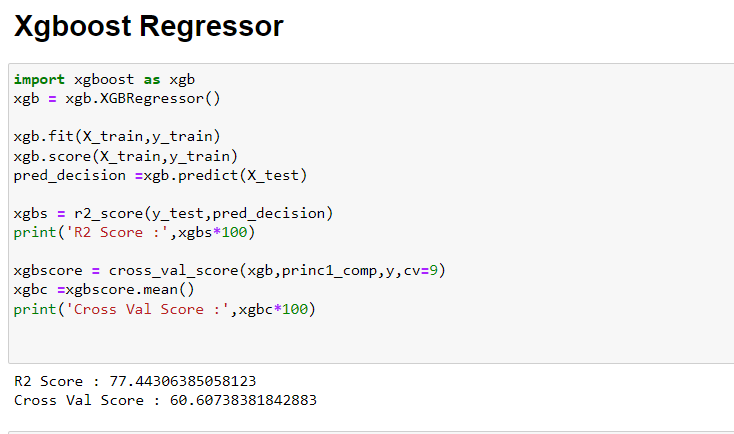 Xgboost Regressor
import xgboost as xgb
xgb = xgb.XGBRegressor()
xgb.fit(X_train,y_train)
xgb.score(X_train,y_train)
pred_decision =xgb.predict(X_test)
xgbs = r2_score(y_test,pred_decision)
print('R2 Score :',xgbs*100)
xgbscore = cross_val_score(xgb,princ1_comp,y,cv=9)
xgbc =xgbscore.mean()
print('Cross Val Score :',xgbc*100)
R2 Score : 77.44306385058123
Cross Val Score : 60.60738381842883